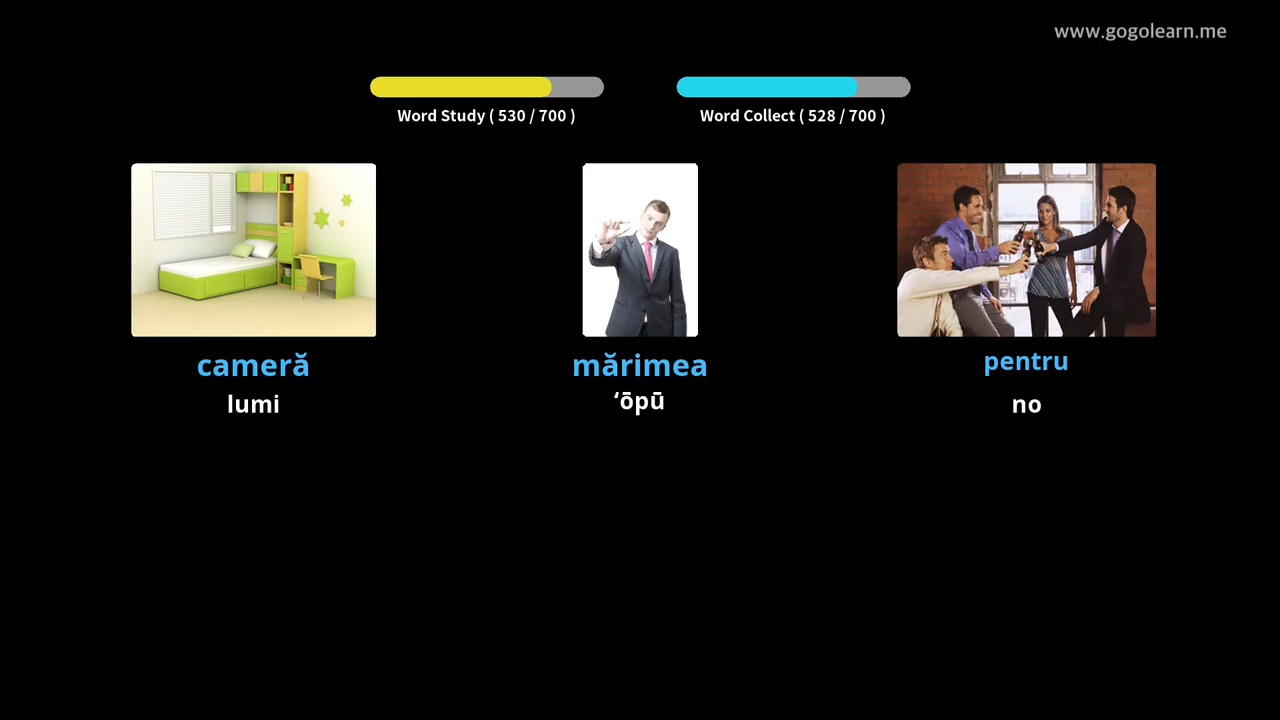 www.gogolearn.me
Word Study ( 530 / 700 )
Word Collect ( 528 / 700 )
cameră
mărimea
pentru
lumi
ʻōpū
no